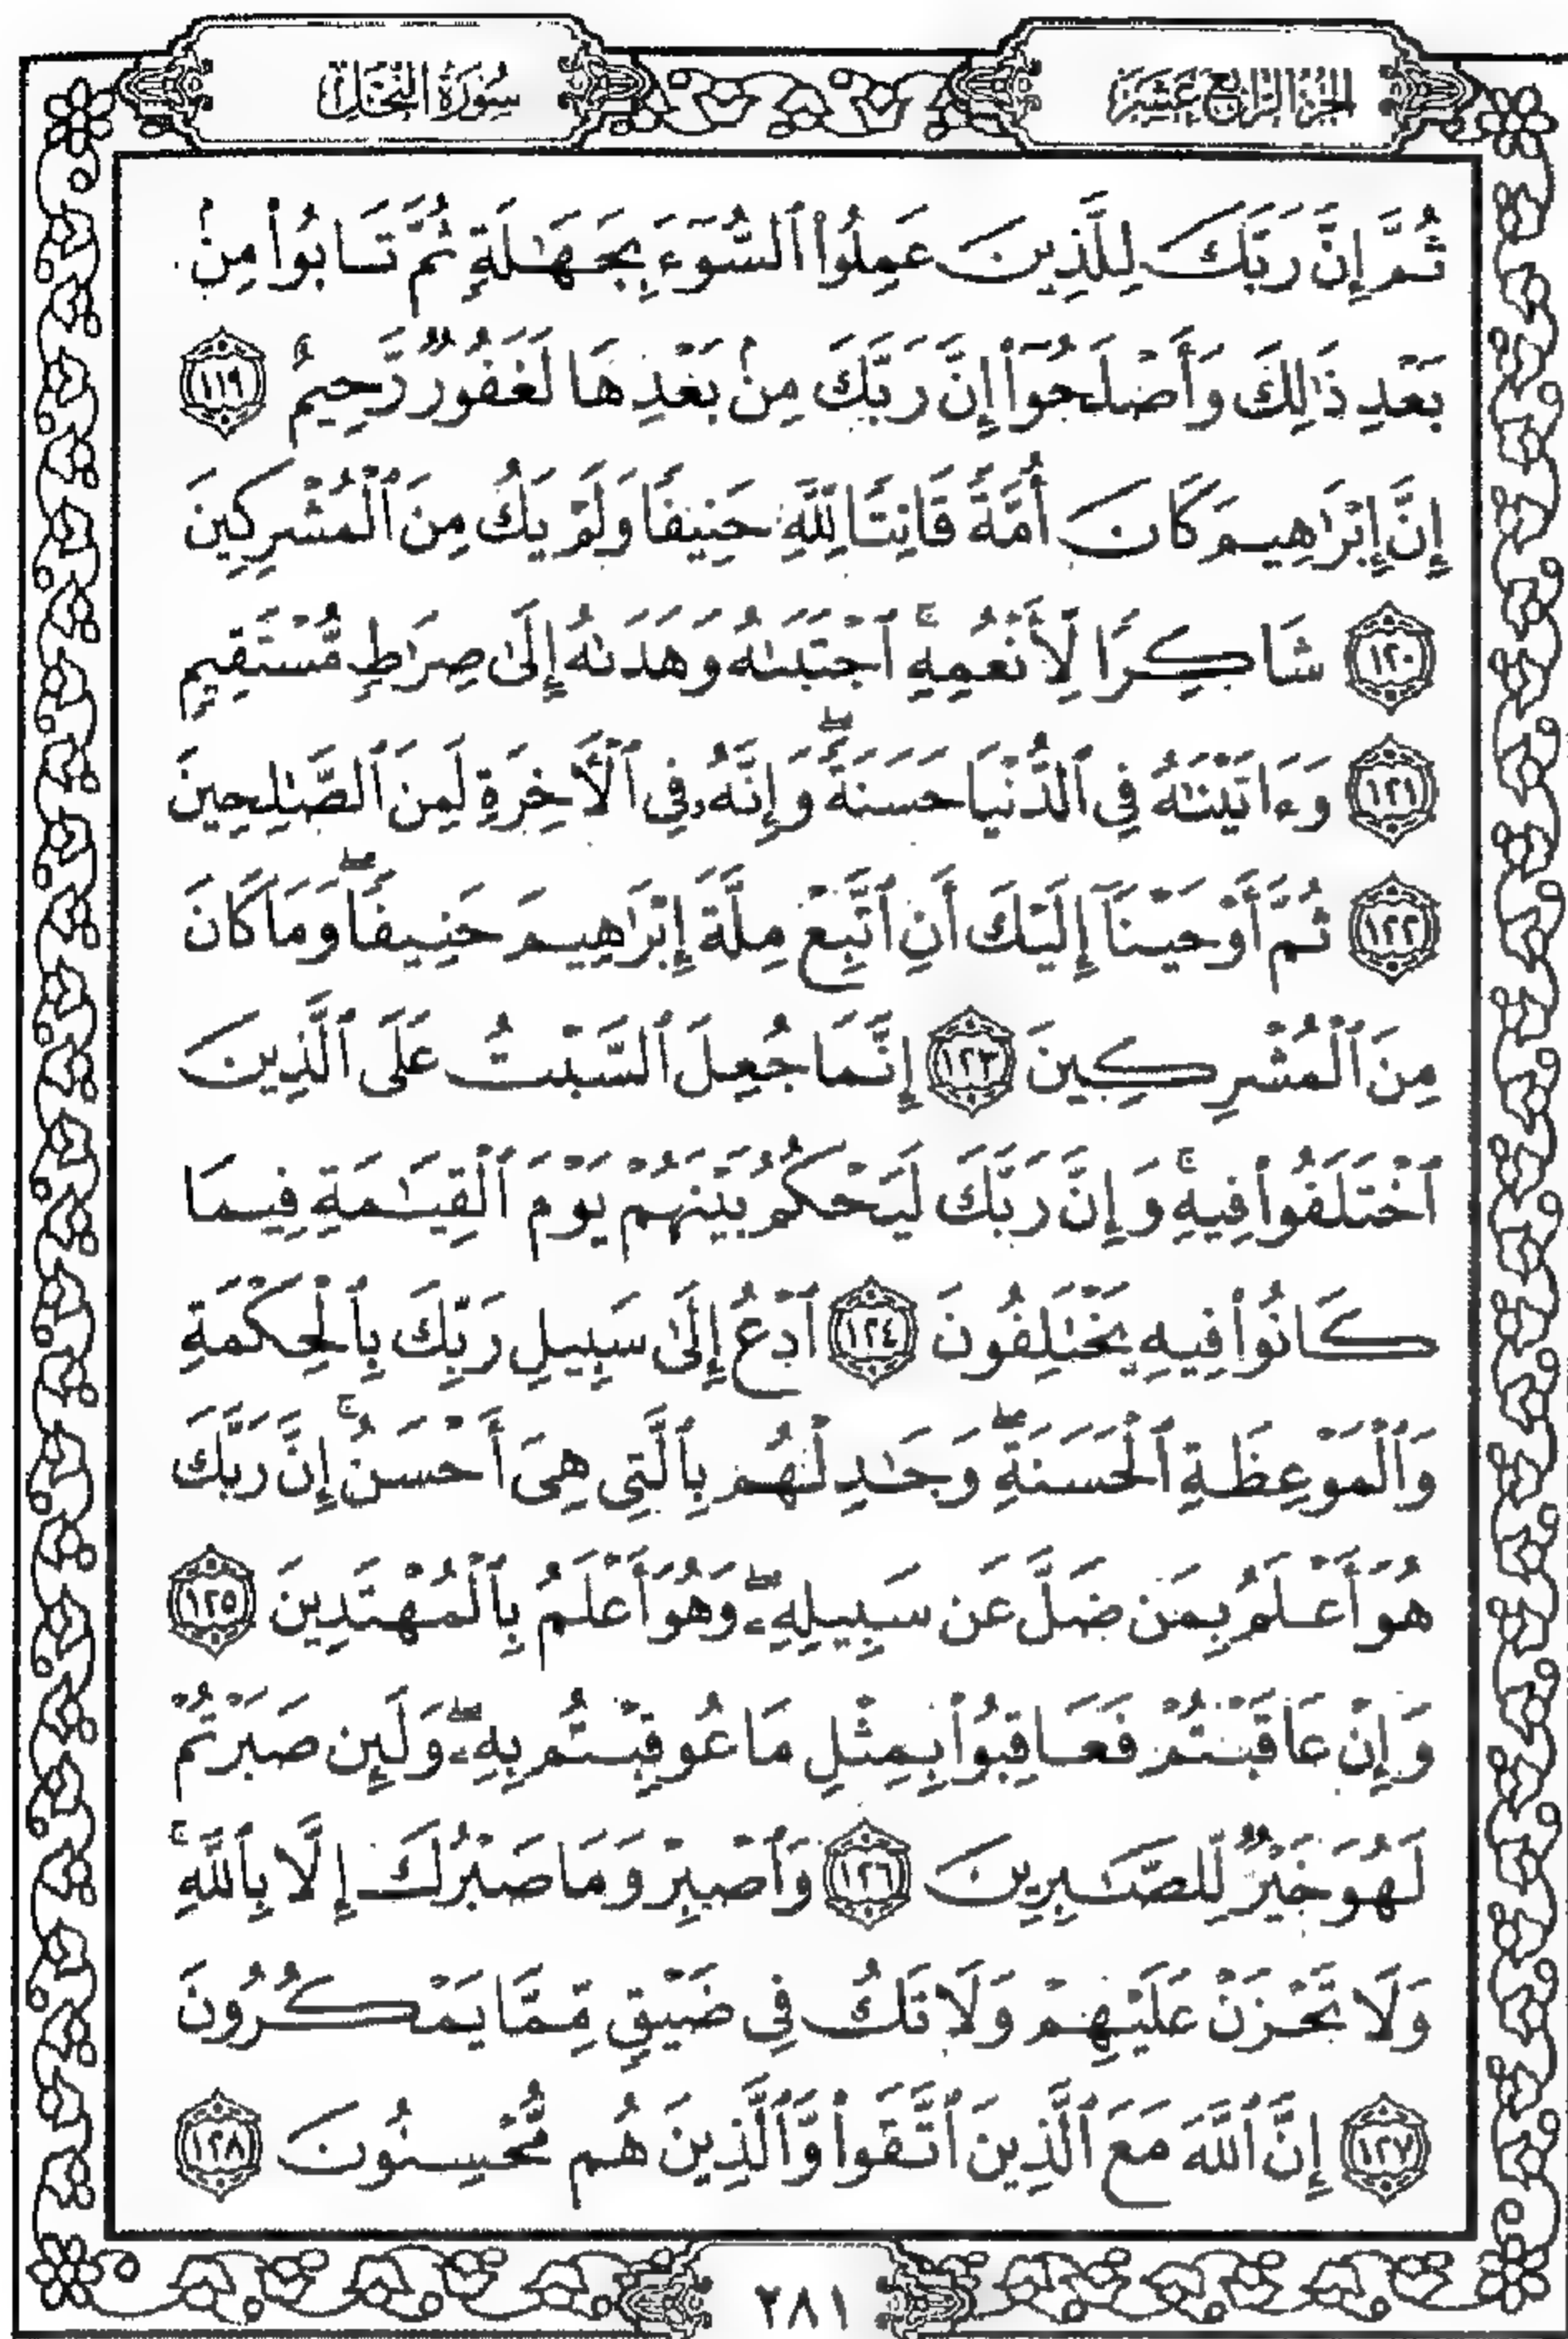 الجزء الرابع عشر
سُورَةُ النَّحْلِ
ثُمَّ إِنَّ رَبَّكَ لِلَّذِينَ عَمِلُوا۟ ٱلسُّوٓءَ بِجَهَـٰلَةٍ ثُمَّ تَابُوا۟ مِنۢ
بَعْدِ ذَٰلِكَ وَأَصْلَحُوٓا۟ إِنَّ رَبَّكَ مِنۢ بَعْدِهَا لَغَفُورٌ رَّحِيمٌ ١١٩
إِنَّ إِبْرَٰهِيمَ كَانَ أُمَّةً قَانِتًا لِّلَّهِ حَنِيفًا وَلَمْ يَكُ مِنَ ٱلْمُشْرِكِينَ
١٢٠ شَاكِرًا لِّأَنْعُمِهِ ۚ ٱجْتَبَىٰهُ وَهَدَىٰهُ إِلَىٰ صِرَٰطٍ مُّسْتَقِيمٍ
١٢١ وَءَاتَيْنَـٰهُ فِى ٱلدُّنْيَا حَسَنَةً ۖ وَإِنَّهُۥ فِى ٱلْأَخِرَةِ لَمِنَ ٱلصَّـٰلِحِينَ
١٢٢ ثُمَّ أَوْحَيْنَآ إِلَيْكَ أَنِ ٱتَّبِعْ مِلَّةَ إِبْرَٰهِيمَ حَنِيفًا ۖ وَمَا كَانَ
مِنَ ٱلْمُشْرِكِينَ ١٢٣ إِنَّمَا جُعِلَ ٱلسَّبْتُ عَلَى ٱلَّذِينَ
ٱخْتَلَفُوا۟ فِيهِ ۚ وَإِنَّ رَبَّكَ لَيَحْكُمُ بَيْنَهُمْ يَوْمَ ٱلْقِيَـٰمَةِ فِيمَا
كَانُوا۟ فِيهِ يَخْتَلِفُونَ ١٢٤ ٱدْعُ إِلَىٰ سَبِيلِ رَبِّكَ بِٱلْحِكْمَةِ
وَٱلْمَوْعِظَةِ ٱلْحَسَنَةِ ۖ وَجَـٰدِلْهُم بِٱلَّتِى هِىَ أَحْسَنُ ۚ إِنَّ رَبَّكَ
هُوَ أَعْلَمُ بِمَن ضَلَّ عَن سَبِيلِهِۦ ۖ وَهُوَ أَعْلَمُ بِٱلْمُهْتَدِينَ ١٢٥
وَإِنْ عَاقَبْتُمْ فَعَاقِبُوا۟ بِمِثْلِ مَا عُوقِبْتُم بِهِۦ ۖ وَلَئِن صَبَرْتُمْ
لَهُوَ خَيْرٌ لِّلصَّـٰبِرِينَ ١٢٦ وَٱصْبِرْ وَمَا صَبْرُكَ إِلَّا بِٱللَّهِ ۚ
وَلَا تَحْزَنْ عَلَيْهِمْ وَلَا تَكُ فِى ضَيْقٍ مِّمَّا يَمْكُرُونَ
١٢٧ إِنَّ ٱللَّهَ مَعَ ٱلَّذِينَ ٱتَّقَوا۟ وَّٱلَّذِينَ هُم مُّحْسِنُونَ ١٢٨
٢٨١